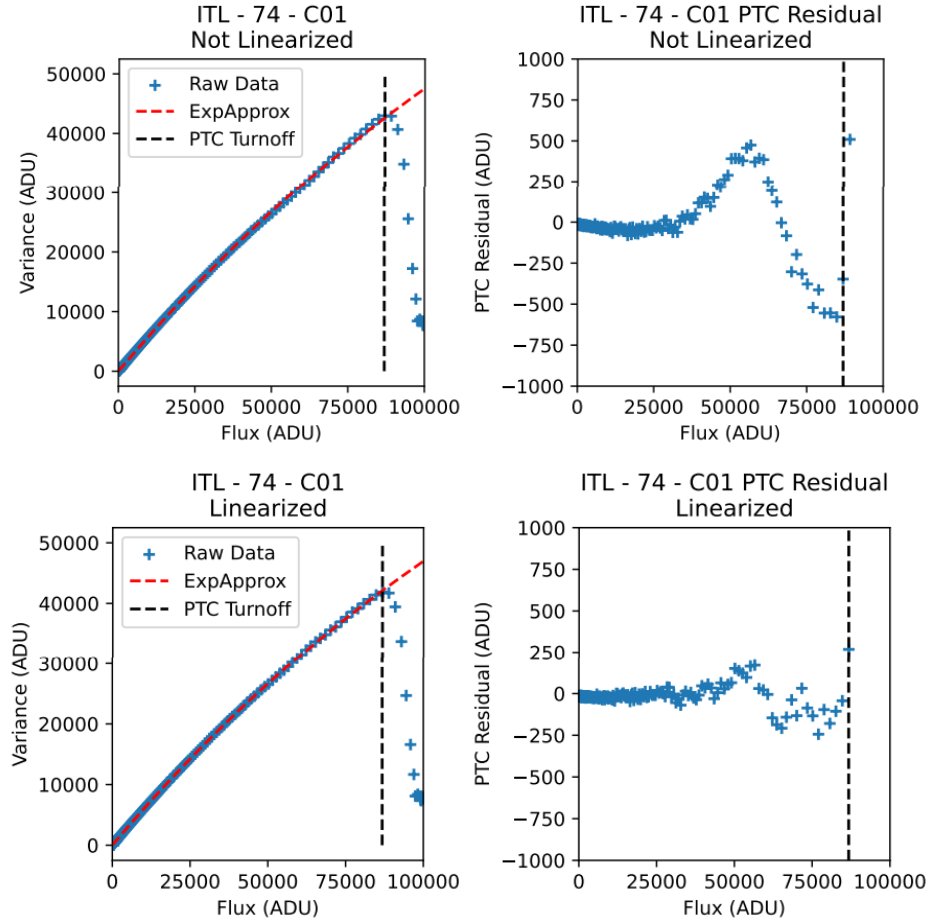 ITL - 74 - C01
Not Linearized
Variance (ADU)
50000
40000
30000
20000
10000
0
Raw Data
ExpApprox
PTC Turnoff
0 25000 50000 75000 100000
Flux (ADU)
ITL - 74 - C01 PTC Residual
Not Linearized
PTC Residual (ADU)
1000
750
500
250
0
−250
−500
−750
−1000
0 25000 50000 75000 100000
Flux (ADU)
ITL - 74 - C01
Linearized
Variance (ADU)
50000
40000
30000
20000
10000
0
Raw Data
ExpApprox
PTC Turnoff
0 25000 50000 75000 100000
Flux (ADU)
ITL - 74 - C01 PTC Residual
Linearized
PTC Residual (ADU)
1000
750
500
250
0
−250
−500
−750
−1000
0 25000 50000 75000 100000
Flux (ADU)